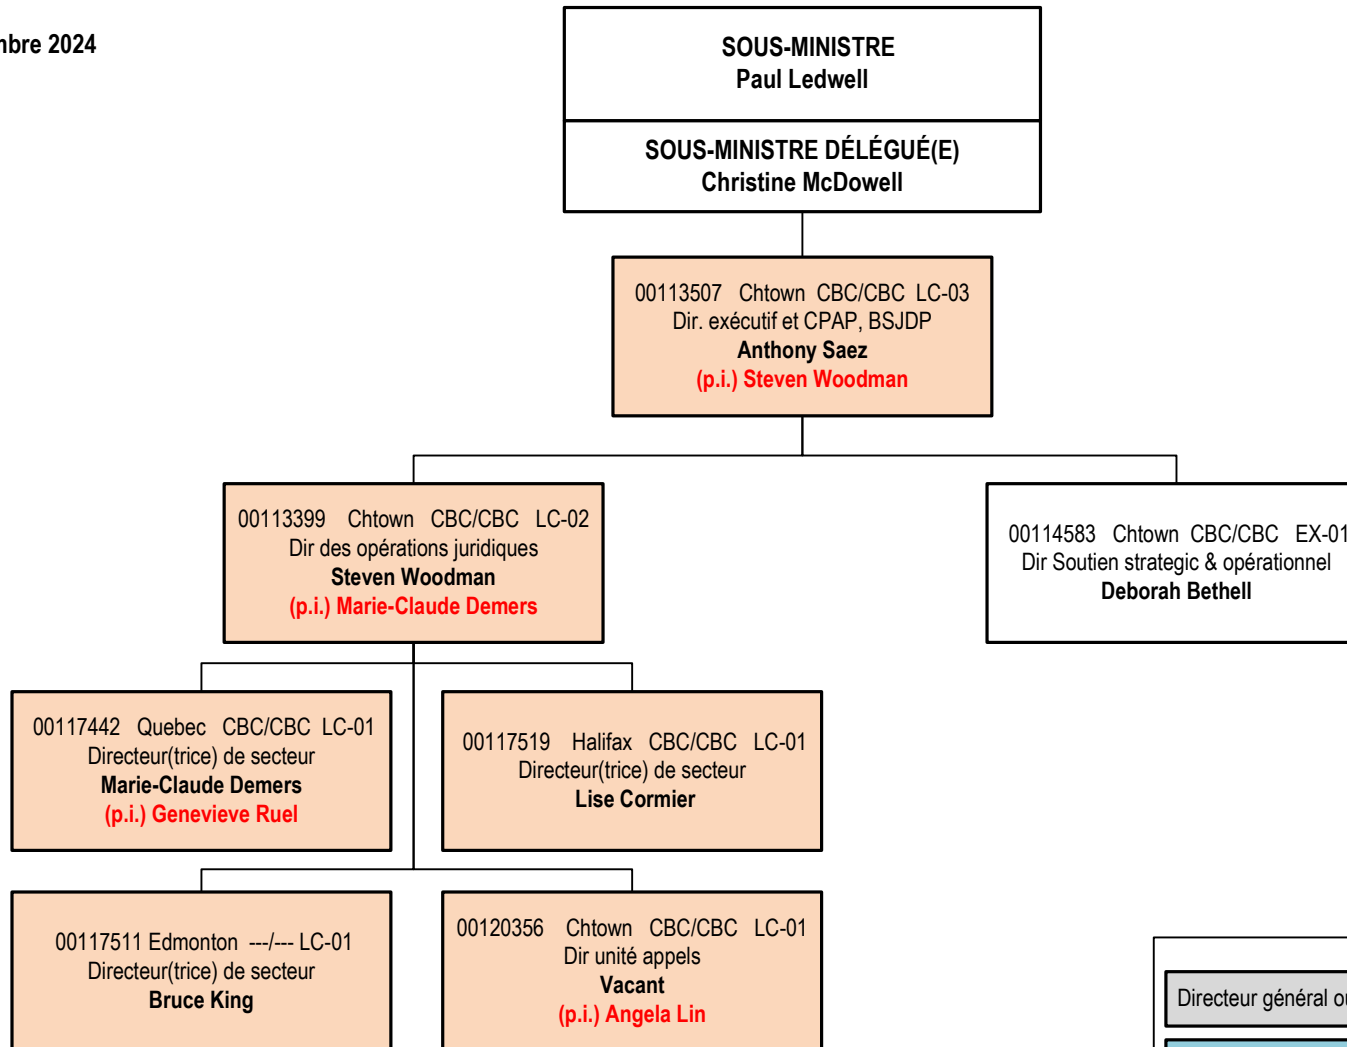 mbre 2024
SOUS-MINISTRE
Paul Ledwell
SOUS-MINISTRE DÉLÉGUÉ(E)
Christine McDowell
00113507 Chtown CBC/CBC LC-03
Dir. exécutif et CPAP, BSJDP
Anthony Saez
(p.i.) Steven Woodman
00113399 Chtown CBC/CBC LC-02
Dir des opérations juridiques
Steven Woodman
(p.i.) Marie-Claude Demers
00114583 Chtown CBC/CBC EX-01
Dir Soutien strategic & opérationnel
Deborah Bethell
00117442 Quebec CBC/CBC LC-01
Directeur(trice) de secteur
Marie-Claude Demers
(p.i.) Genevieve Ruel
00117519 Halifax CBC/CBC LC-01
Directeur(trice) de secteur
Lise Cormier
00117511 Edmonton ---/--- LC-01
Directeur(trice) de secteur
Bruce King
00120356 Chtown CBC/CBC LC-01
Dir unité appels
Vacant
(p.i.) Angela Lin
Directeur général ou